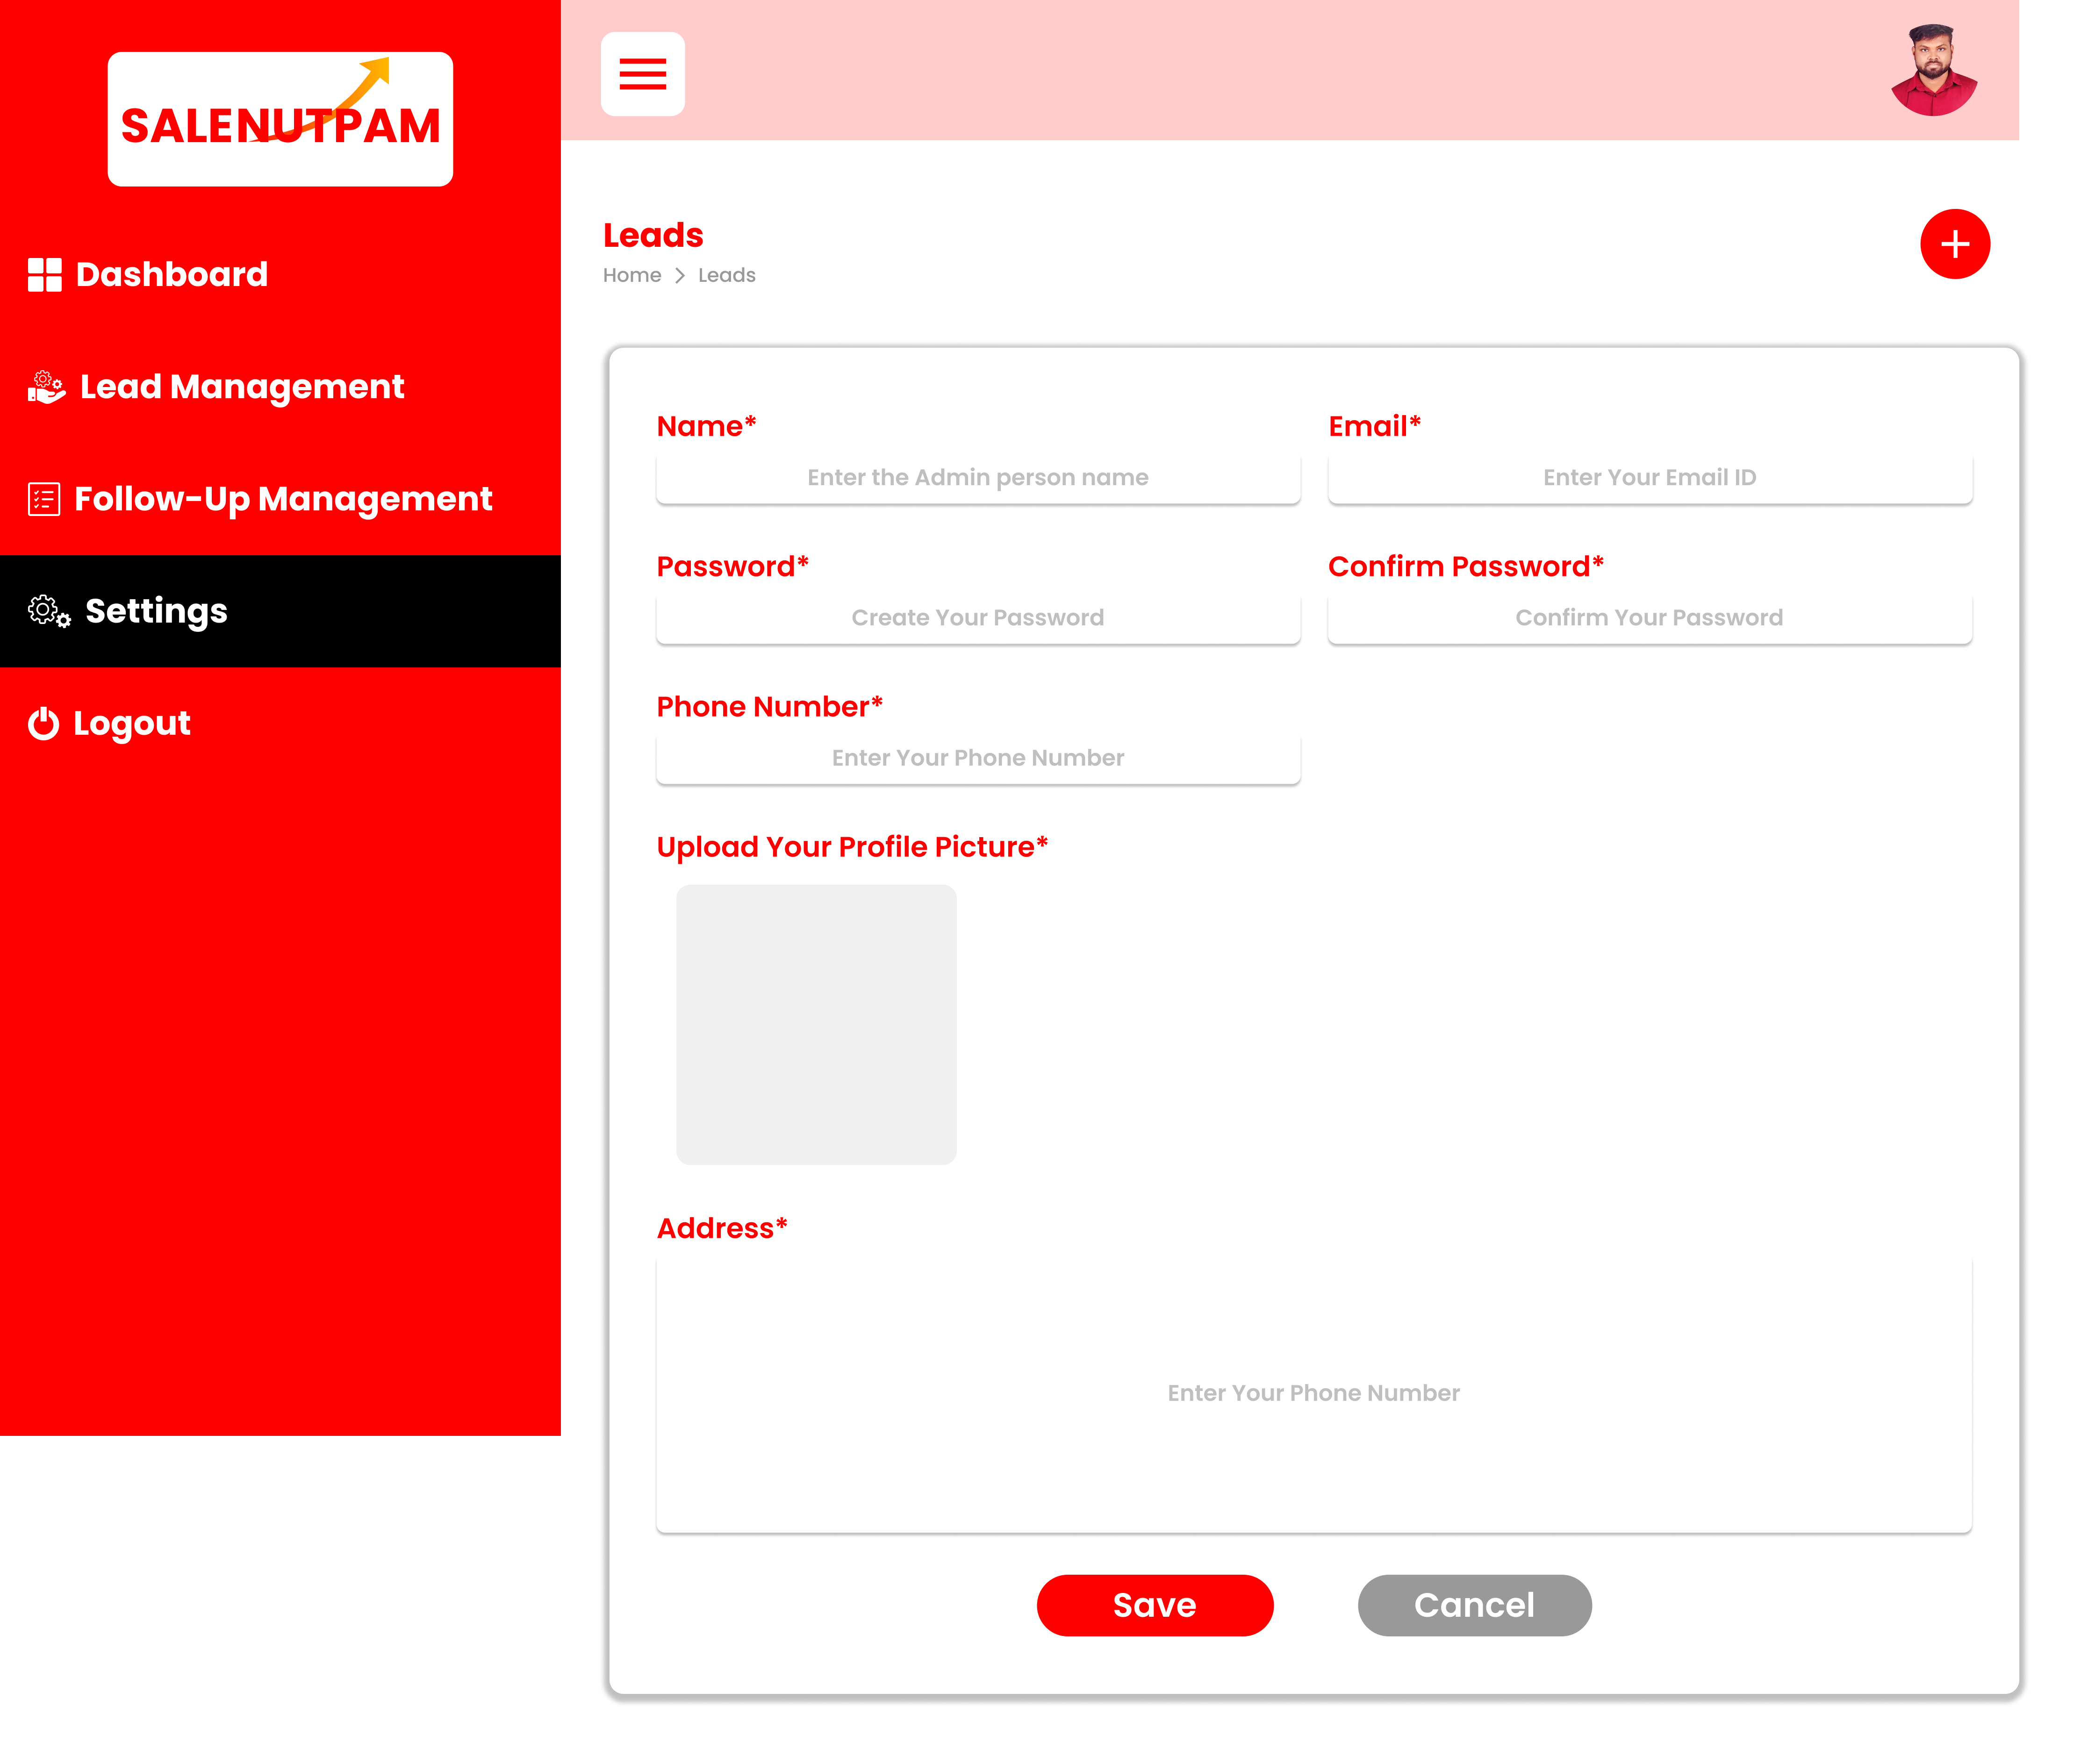 SALENUTPAM
Dashboard
Lead Management
Follow-Up Management
Settings
Logout
Leads
Home > Leads
Name*
Enter the Admin person name
Email*
Enter Your Email ID
Password*
Create Your Password
Confirm Password*
Confirm Your Password
Phone Number*
Enter Your Phone Number
Upload Your Profile Picture*
Address*
Enter Your Phone Number
Save
Cancel